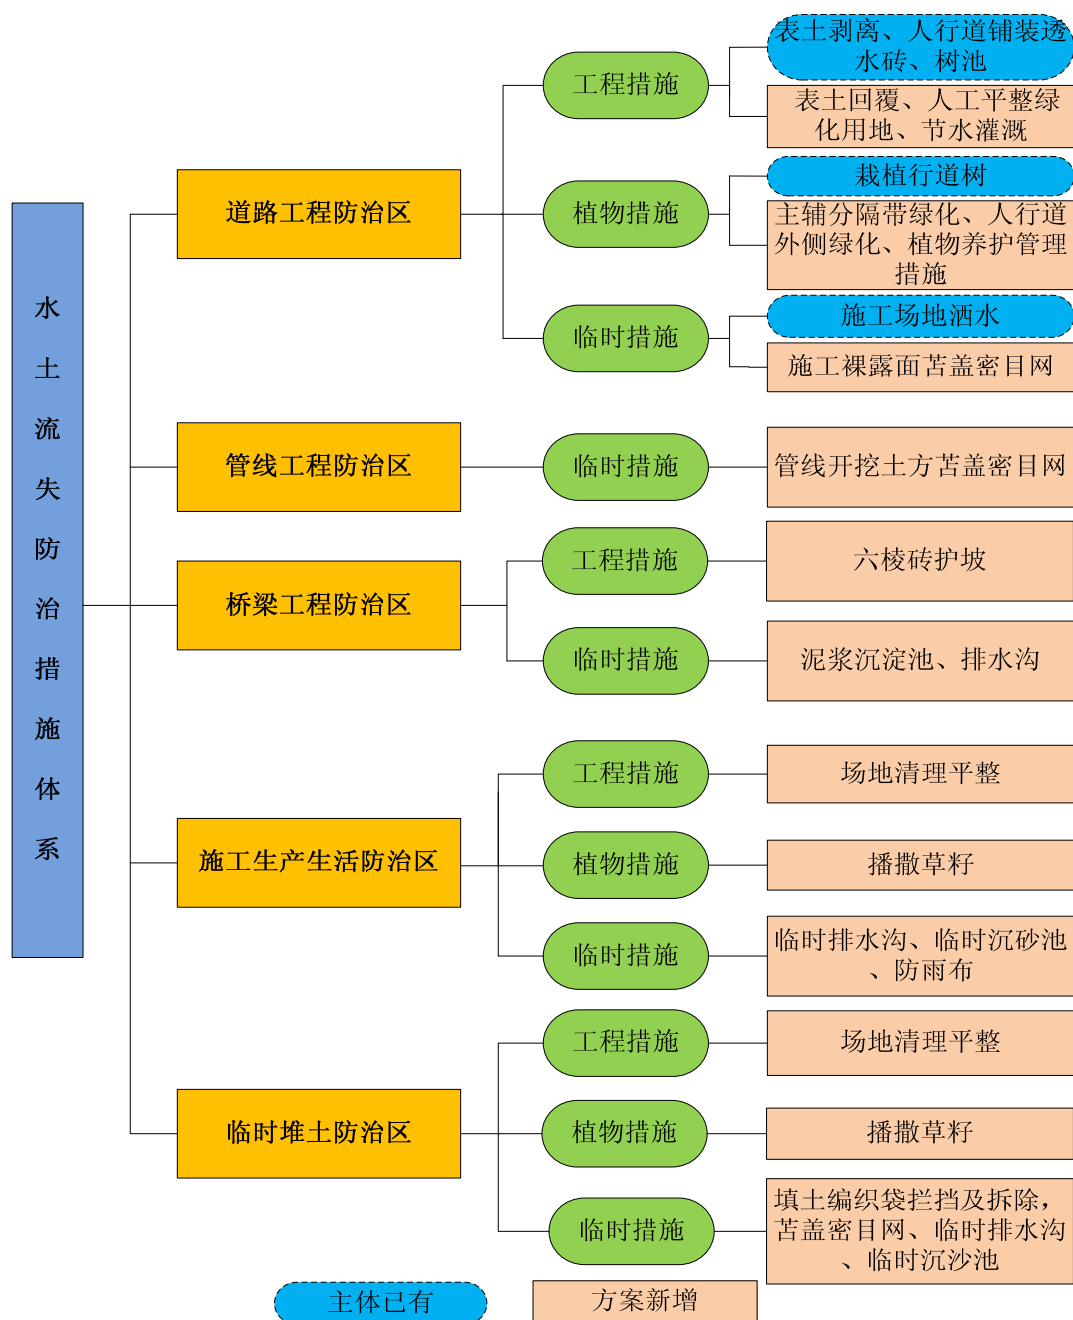 水土流失防治措施体系
道路工程防治区
工程措施
表土剥离、人行道铺装透
水砖、树池
表土回覆、人工平整绿
化用地、节水灌溉
植物措施
栽植行道树
主辅分隔带绿化、人行道
外侧绿化、植物养护管理
措施
临时措施
施工场地洒水
施工裸露面苫盖密目网
管线工程防治区
临时措施
管线开挖土方苫盖密目网
桥梁工程防治区
工程措施
六棱砖护坡
临时措施
泥浆沉淀池、排水沟
施工生产生活防治区
工程措施
场地清理平整
植物措施
播撒草籽
临时措施
临时排水沟、临时沉砂池
、防雨布
临时堆土防治区
工程措施
场地清理平整
植物措施
播撒草籽
临时措施
填土编织袋拦挡及拆除，
苫盖密目网、临时排水沟
、临时沉沙池
主体已有
方案新增